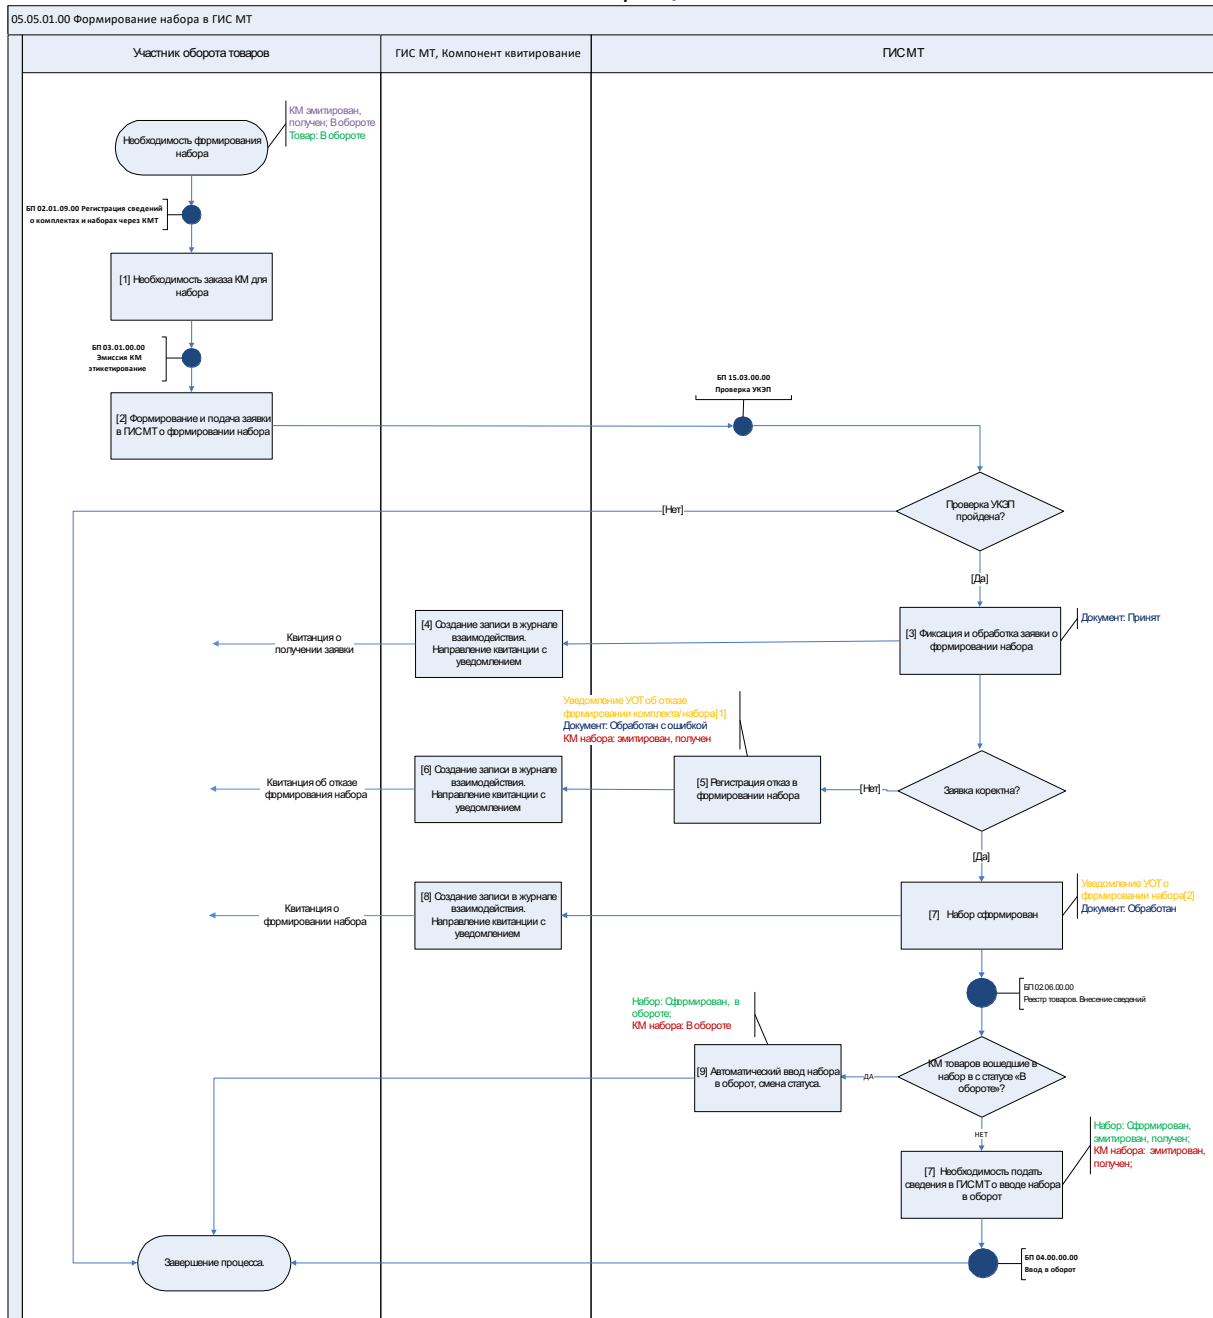 05.05.01.00 Формирование набора в ГИС МТ
Участник оборота товаров
ГИС МТ, Компонент квитирование
ГИС МТ
КМ эмитирован,
получен; В обороте
Товар: В обороте
Необходимость формирования
набора
БП 02.01.09.00 Регистрация сведений
о комплектах и наборах через КМТ
[1] Необходимость заказа КМ для
набора
БП 03.01.00.00
Эмиссия КМ
этикетирование
БП 15.03.00.00
Проверка УКЭП
[2] Формирование и подача заявки
в ГИС МТ о формировании набора
Проверка УКЭП
пройдена?
[Нет]
[Да]
[3] Фиксация и обработка заявки о
формировании набора
Документ: Принят
[4] Создание записи в журнале
взаимодействия.
Направление квитанции с
уведомлением
Квитанция о
получении заявки
Уведомление УОТ об отказе
формировании комплекта/набора[1]
Документ: Обработан с ошибкой
КМ набора: эмитирован, получен
[5] Регистрация отказ в
формировании набора
[Нет]
Заявка коректна?
[6] Создание записи в журнале
взаимодействия.
Направление квитанции с
уведомлением
Квитанция об отказе
формирования набора
[Да]
[7] Набор сформирован
Уведомление УОТ о
формировании набора[2]
Документ: Обработан
[8] Создание записи в журнале
взаимодействия.
Направление квитанции с
уведомлением
Квитанция о
формировании набора
БП 02.06.00.00
Реестр товаров. Внесение сведений
Набор: Сформирован, в
обороте;
КМ набора: В обороте
[9] Автоматический ввод набора
в оборот, смена статуса.
ДА
КМ товаров вошедшие в
набор в с статусе «В
обороте»?
НЕТ
[7] Необходимость подать
сведения в ГИС МТ о вводе набора
в оборот
Набор: Сформирован,
эмитирован, получен;
КМ набора: эмитирован,
получен;
Завершение процесса.
БП 04.00.00.00
Ввод в оборот